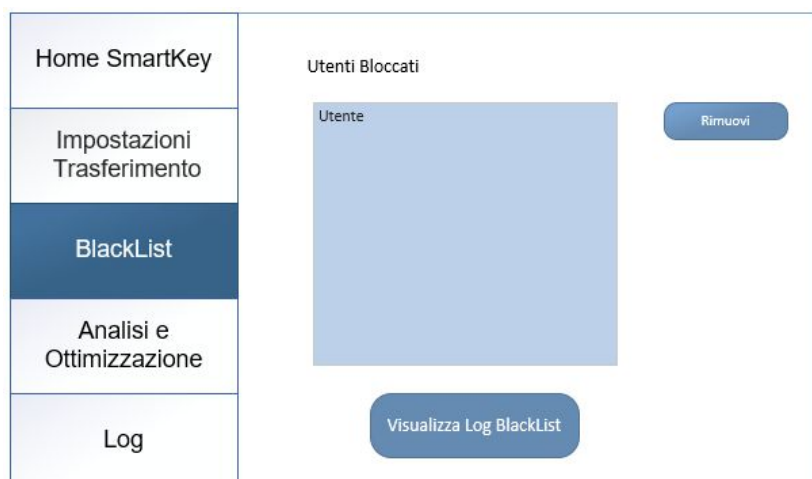 Home SmartKey
Impostazioni
Trasferimento
BlackList
Analisi e
Ottimizzazione
Log
Utenti Bloccati
Utente
Rimuovi
Visualizza Log BlackList